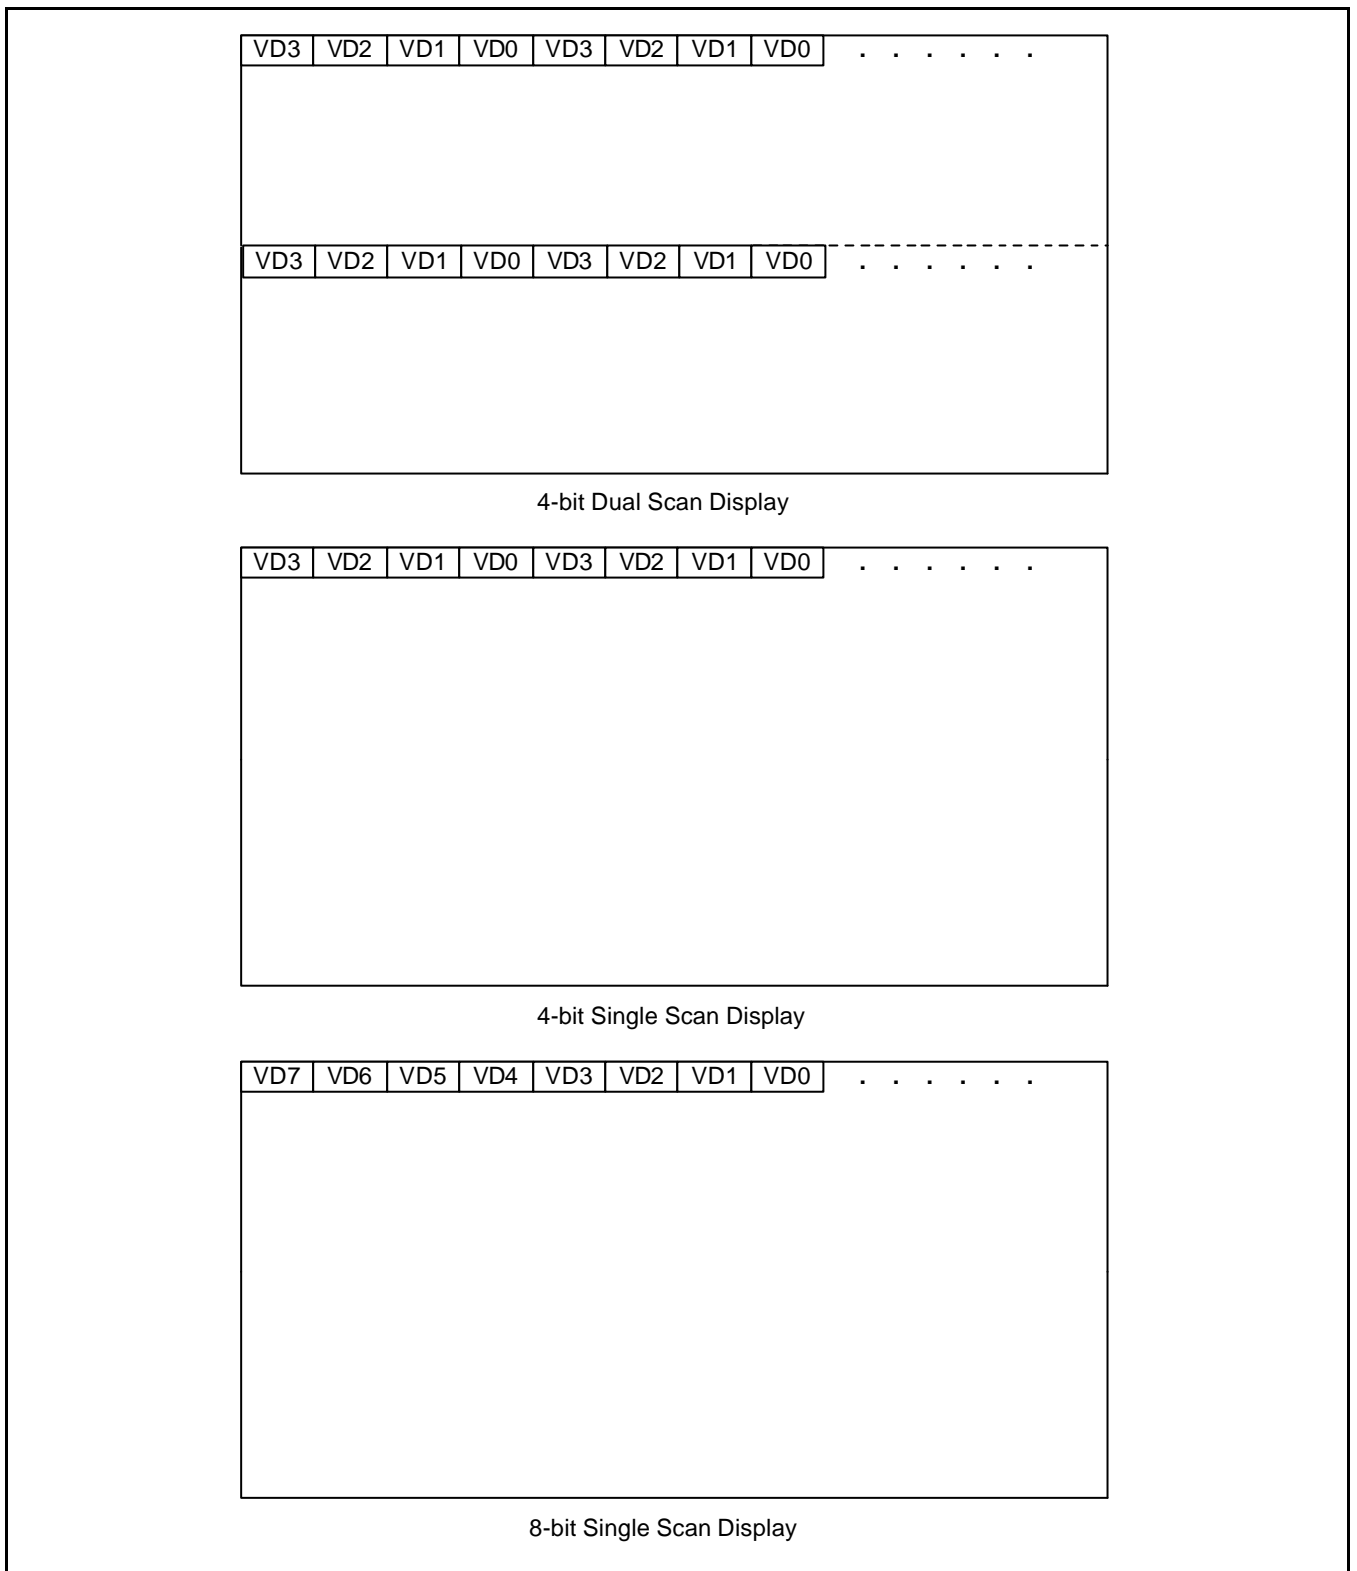 VD3 VD2 VD1 VD0 VD3 VD2 VD1 VD0 . . . . . .
VD3 VD2 VD1 VD0 VD3 VD2 VD1 VD0 . . . . . .
4-bit Dual Scan Display
VD3 VD2 VD1 VD0 VD3 VD2 VD1 VD0 . . . . . .
4-bit Single Scan Display
VD7 VD6 VD5 VD4 VD3 VD2 VD1 VD0 . . . . . .
8-bit Single Scan Display